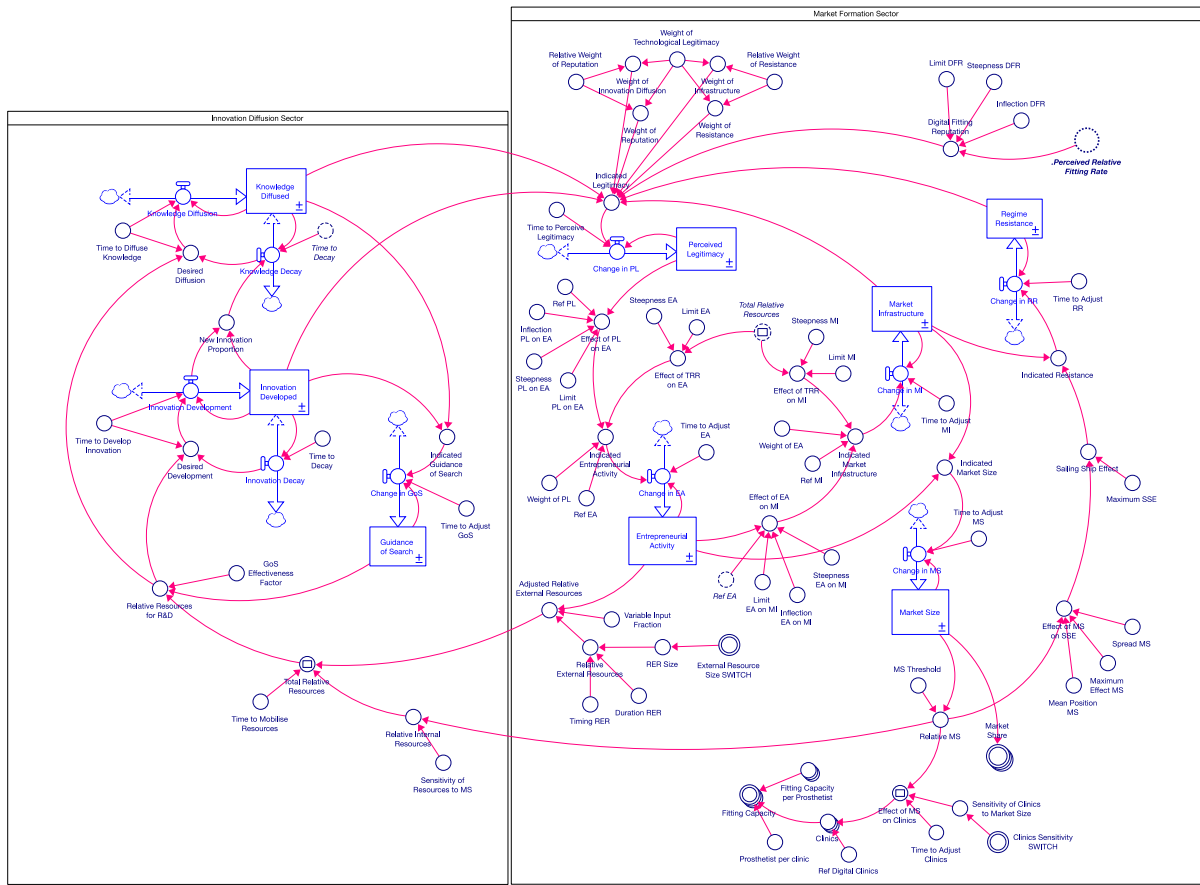 Market Formation Sector
Weight of
Technological Legitimacy
Relative Weight
of Reputation
Relative Weight
of Resistance
Weight of
Innovation Diffusion
Weight of
Infrastructure
Weight of
Reputation
Weight of
Resistance
Limit DFR
Steepness DFR
Inflection DFR
Digital Fitting
Reputation
.Perceived Relative
Fitting Rate
Innovation Diffusion Sector
Knowledge
Diffused
Knowledge Diffusion
Time to Diffuse
Knowledge
Desired
Diffusion
Knowledge Decay
Time to
Decay
New Innovation
Proportion
Innovation
Developed
Innovation Development
Time to Develop
Innovation
Desired
Development
Innovation Decay
Time to
Decay
Indicated
Guidance
of Search
Change in GoS
Time to Adjust
GoS
Guidance
of Search
GoS
Effectiveness
Factor
Relative Resources
for R&D
Total Relative
Resources
Time to Mobilise
Resources
Relative Internal
Resources
Sensitivity of
Resources to MS
Indicated
Legitimacy
Time to Perceive
Legitimacy
Change in PL
Perceived
Legitimacy
Regime
Resistance
Change in RR
Time to Adjust
RR
Ref PL
Inflection
PL on EA
Steepness
PL on EA
Limit
PL on EA
Effect of PL
on EA
Steepness EA
Limit EA
Effect of TRR
on EA
Total Relative
Resources
Steepness MI
Limit MI
Effect of TRR
on MI
Market
Infrastructure
Change in MI
Time to Adjust
MI
Indicated Resistance
Weight of EA
Ref MI
Indicated
Market
Infrastructure
Indicated
Entrepreneurial
Activity
Weight of PL
Ref EA
Time to Adjust
EA
Change in EA
Entrepreneurial
Activity
Effect of EA
on MI
Ref EA
Limit
EA on MI
Inflection
EA on MI
Steepness
EA on MI
Indicated
Market Size
Time to Adjust
MS
Change in MS
Market Size
Sailing Ship Effect
Maximum SSE
Effect of MS
on SSE
Spread MS
Maximum
Effect MS
Mean Position
MS
Adjusted Relative
External Resources
Variable Input
Fraction
Relative
External Resources
RER Size
External Resource
Size SWITCH
Timing RER
Duration RER
MS Threshold
Relative MS
Market
Share
Fitting Capacity
per Prosthetist
Fitting Capacity
Prosthetist per clinic
Clinics
Ref Digital Clinics
Effect of MS
on Clinics
Time to Adjust
Clinics
Sensitivity of Clinics
to Market Size
Clinics Sensitivity
SWITCH